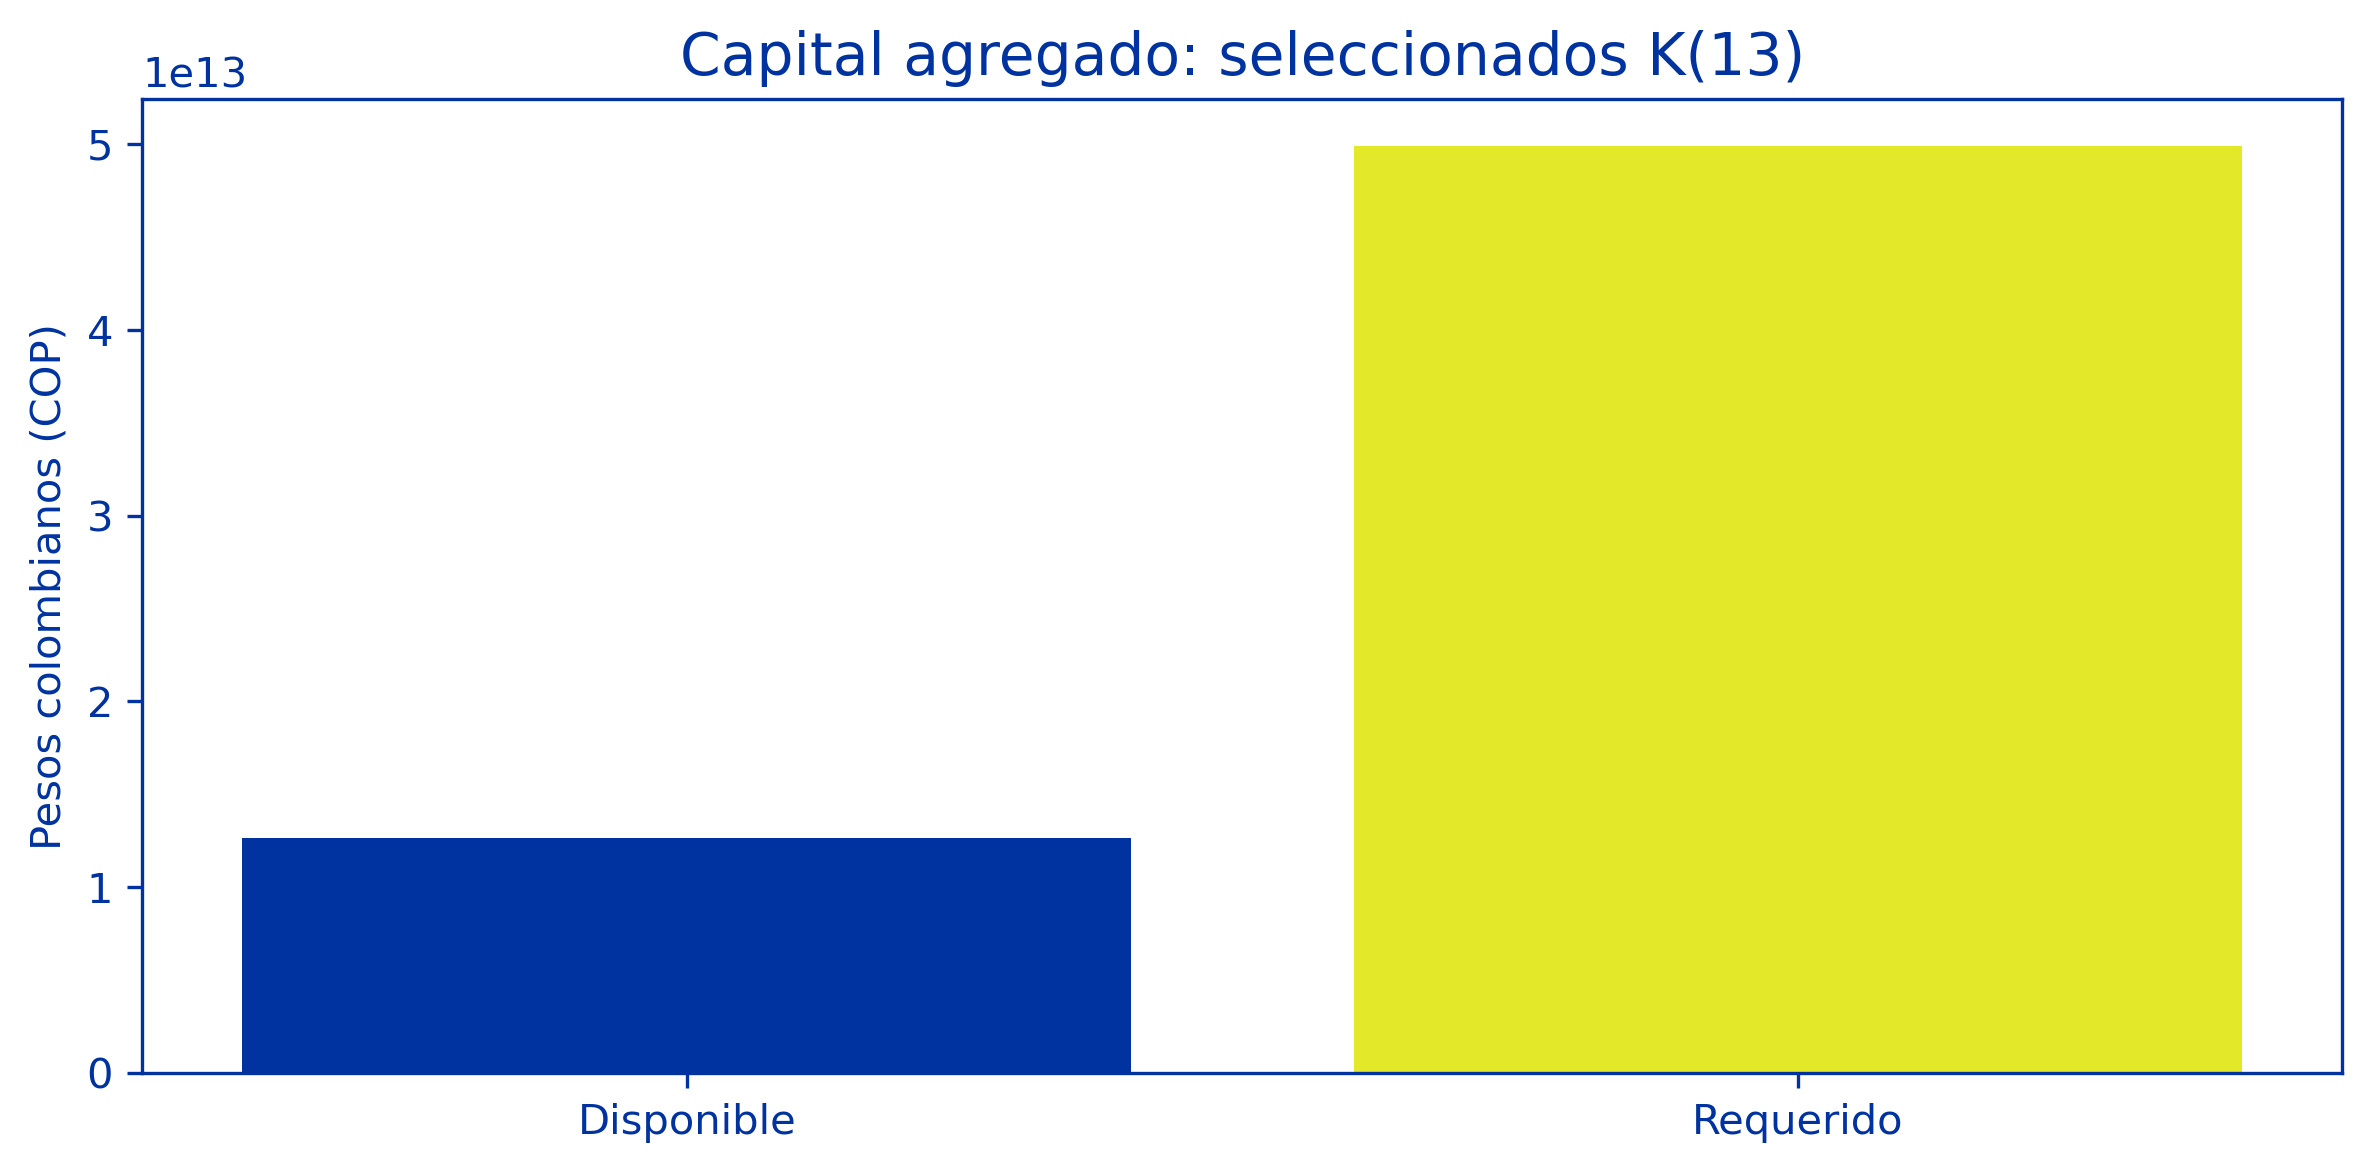 Capital agregado: seleccionados K(13)
1e13
5
4
3
2
1
0
Pesos colombianos (COP)
Disponible
Requerido